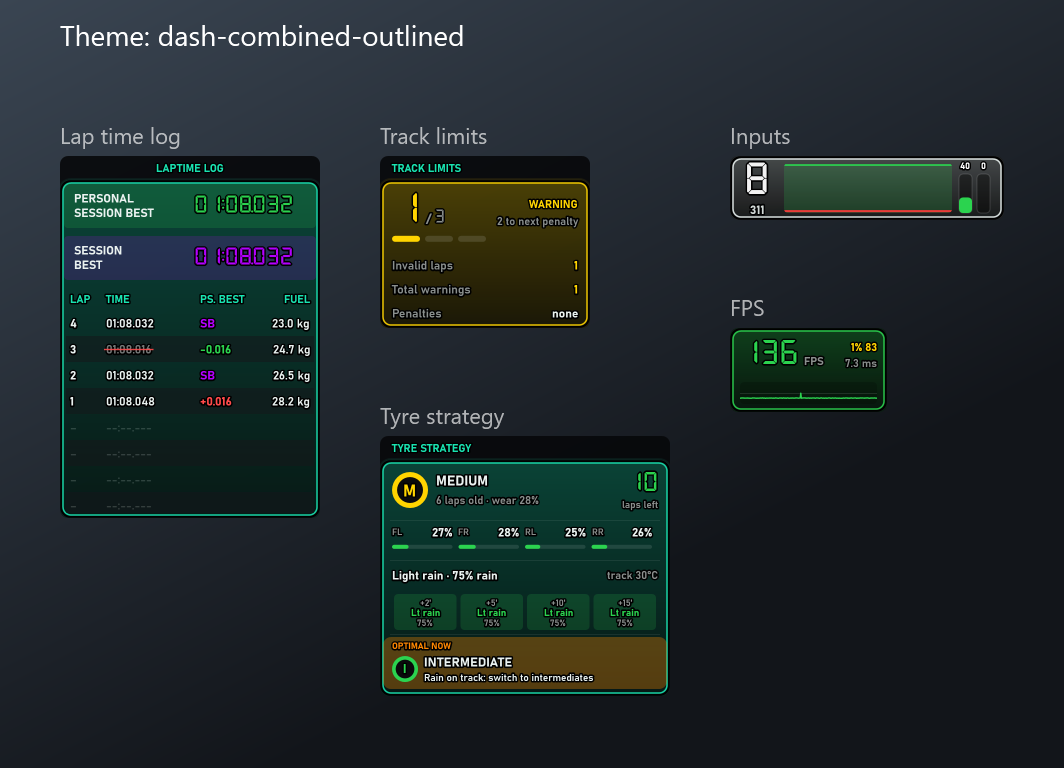 Theme: dash-combined-outlined
Lap time log
LAPTIME LOG
PERSONAL
SESSION BEST
01:08.032
SESSION
BEST
01:08.032
LAP TIME PS. BEST FUEL
4 01:08.032 SB 23.0 kg
3 01:08.016 -0.016 24.7 kg
2 01:08.032 SB 26.5 kg
1 01:08.048 +0.016 28.2 kg
– --:--.---
– --:--.---
– --:--.---
– --:--.---
Track limits
TRACK LIMITS
1 / 3
WARNING
2 to next penalty
Invalid laps 1
Total warnings 1
Penalties none
Tyre strategy
TYRE STRATEGY
M
MEDIUM
6 laps old · wear 28%
10
laps left
FL 27% FR 28% RL 25% RR 26%
Light rain · 75% rain track 30°C
+2' +5' +10' +15'
Lt rain Lt rain Lt rain Lt rain
75% 75% 75% 75%
OPTIMAL NOW
I
INTERMEDIATE
Rain on track: switch to intermediates
Inputs
8
311
40 0
FPS
136 FPS
1% 83
7.3 ms